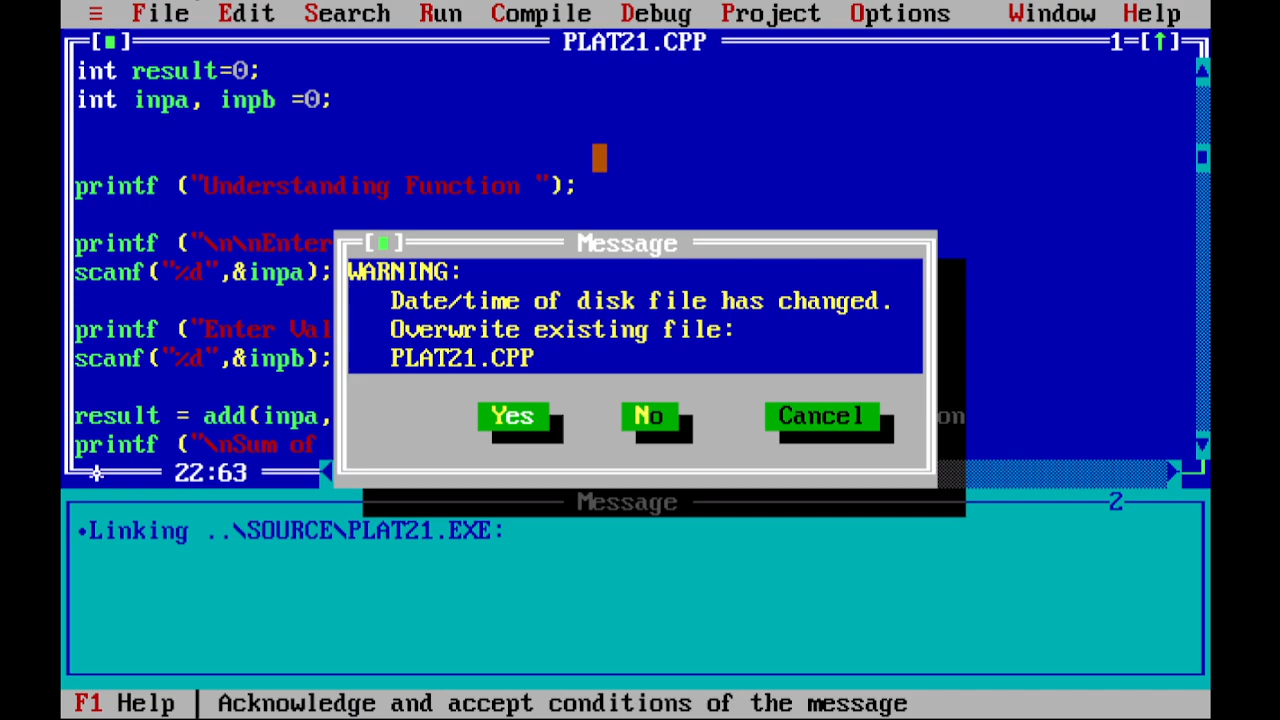 ≡ File Edit Search Run Compile Debug Project Options Window Help
[■] PLAT21.CPP 1=[↑]
int result=0;
int inpa, inpb =0;
printf ("Understanding Function ");
printf ("\n\nEnter
scanf("%d",&inpa);
printf ("Enter Val
scanf("%d",&inpb);
result = add(inpa,
on
printf ("\nSum of
22:63
[■] Message
WARNING:
Date/time of disk file has changed.
Overwrite existing file:
PLAT21.CPP
Yes No Cancel
Message 2
•Linking ..\SOURCE\PLAT21.EXE:
F1 Help | Acknowledge and accept conditions of the message